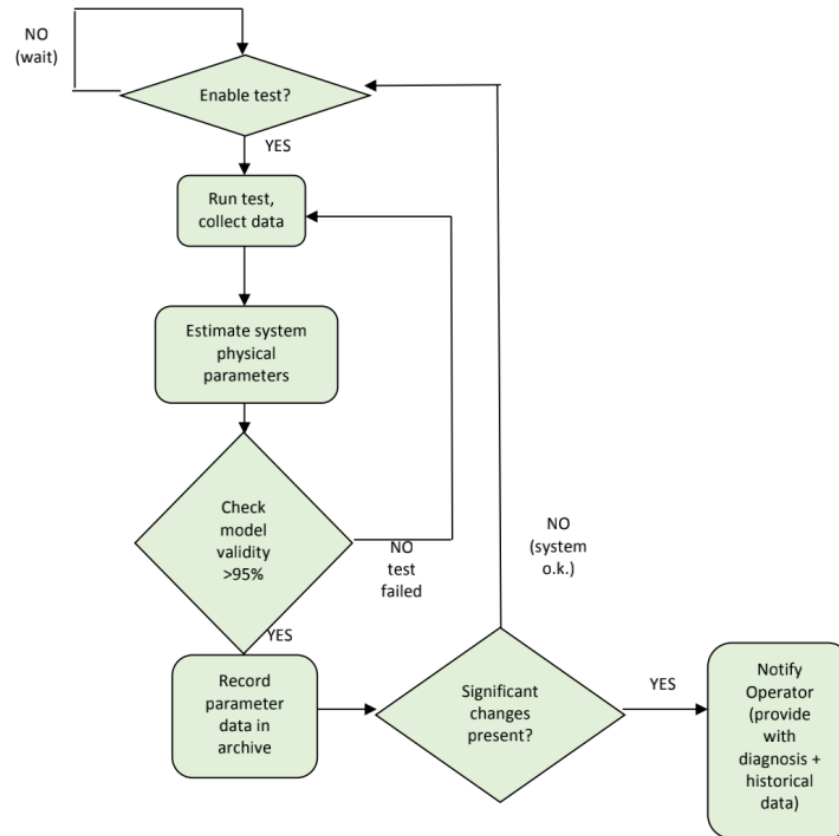 NO
(wait)
Enable test?
YES
Run test,
collect data
Estimate system
physical
parameters
Check
model
validity
>95%
NO
test
failed
YES
Record
parameter
data in
archive
Significant
changes
present?
NO
(system
o.k.)
YES
Notify
Operator
(provide
with
diagnosis +
historical
data)